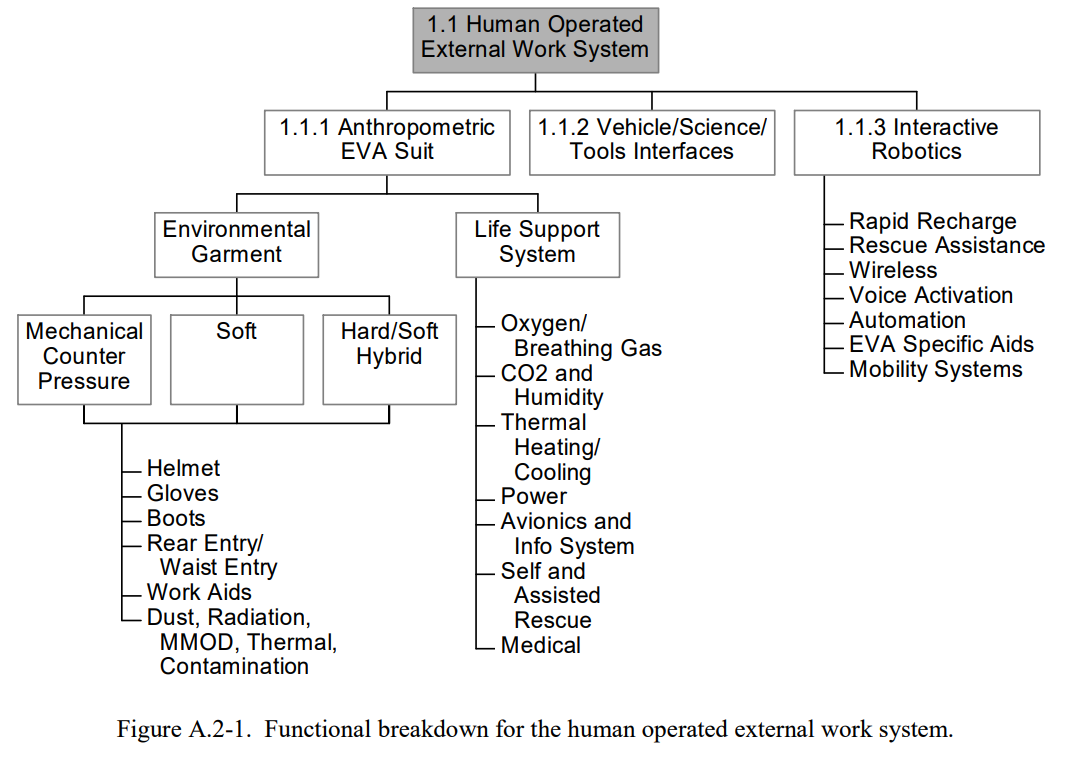 1.1 Human Operated
External Work System
1.1.1 Anthropometric
EVA Suit
1.1.2 Vehicle/Science/
Tools Interfaces
1.1.3 Interactive
Robotics
Environmental
Garment
Life Support
System
Mechanical
Counter
Pressure
Soft
Hard/Soft
Hybrid
Helmet
Gloves
Boots
Rear Entry/
Waist Entry
Work Aids
Dust, Radiation,
MMOD, Thermal,
Contamination
Oxygen/
Breathing Gas
CO2 and
Humidity
Thermal
Heating/
Cooling
Power
Avionics and
Info System
Self and
Assisted
Rescue
Medical
Rapid Recharge
Rescue Assistance
Wireless
Voice Activation
Automation
EVA Specific Aids
Mobility Systems
Figure A.2-1. Functional breakdown for the human operated external work system.